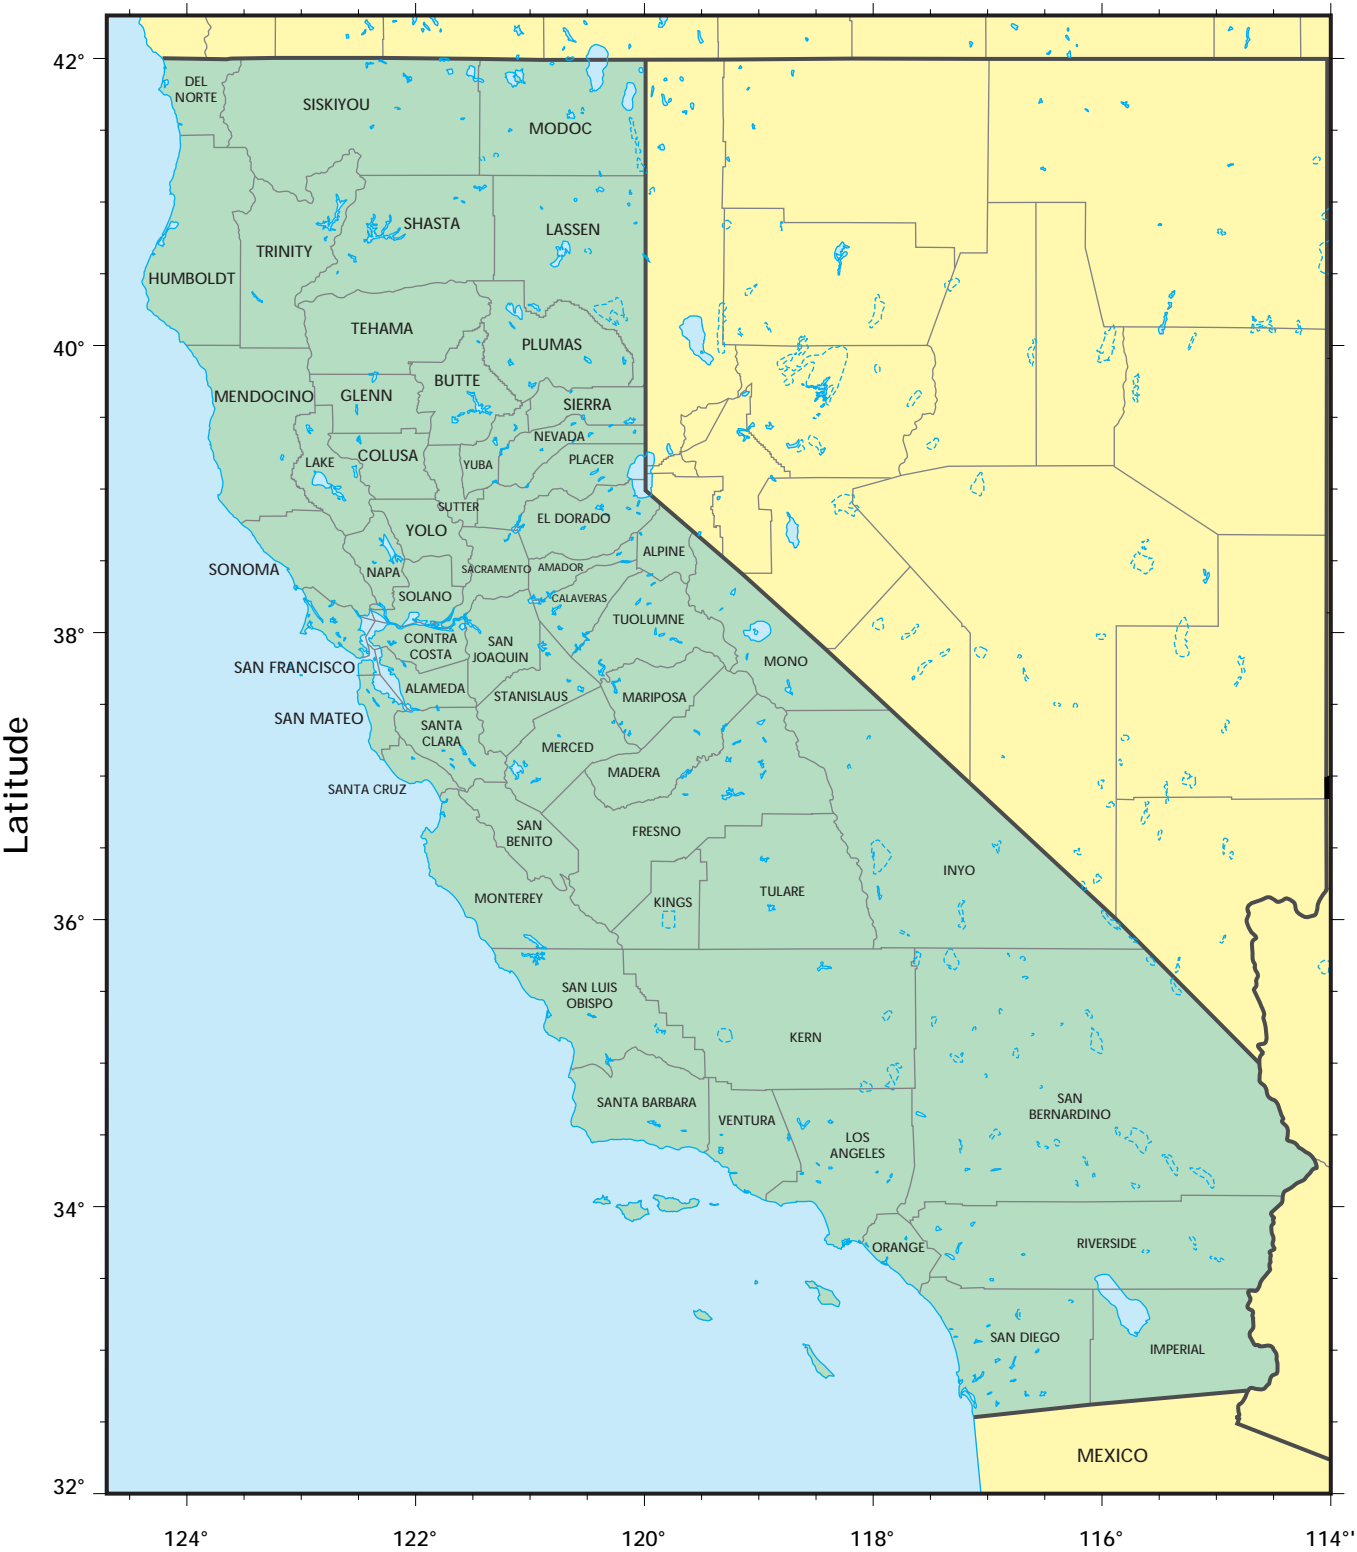 42°
DEL
NORTE
SISKIYOU
MODOC
SHASTA
LASSEN
TRINITY
HUMBOLDT
TEHAMA
40°
PLUMAS
BUTTE
MENDOCINO
GLENN
SIERRA
NEVADA
COLUSA
LAKE
YUBA
PLACER
SUTTER
EL DORADO
YOLO
ALPINE
SONOMA
NAPA
SACRAMENTO
AMADOR
SOLANO
CALAVERAS
TUOLUMNE
38°
CONTRA
COSTA
SAN
JOAQUIN
SAN FRANCISCO
MONO
ALAMEDA
STANISLAUS
MARIPOSA
SAN MATEO
SANTA
CLARA
MERCED
MADERA
Latitude
SANTA CRUZ
SAN
BENITO
FRESNO
INYO
TULARE
MONTEREY
KINGS
36°
SAN LUIS
OBISPO
KERN
SANTA BARBARA
VENTURA
SAN
BERNARDINO
LOS
ANGELES
34°
ORANGE
RIVERSIDE
SAN DIEGO
IMPERIAL
MEXICO
32°
124°
122°
120°
118°
116°
114°'